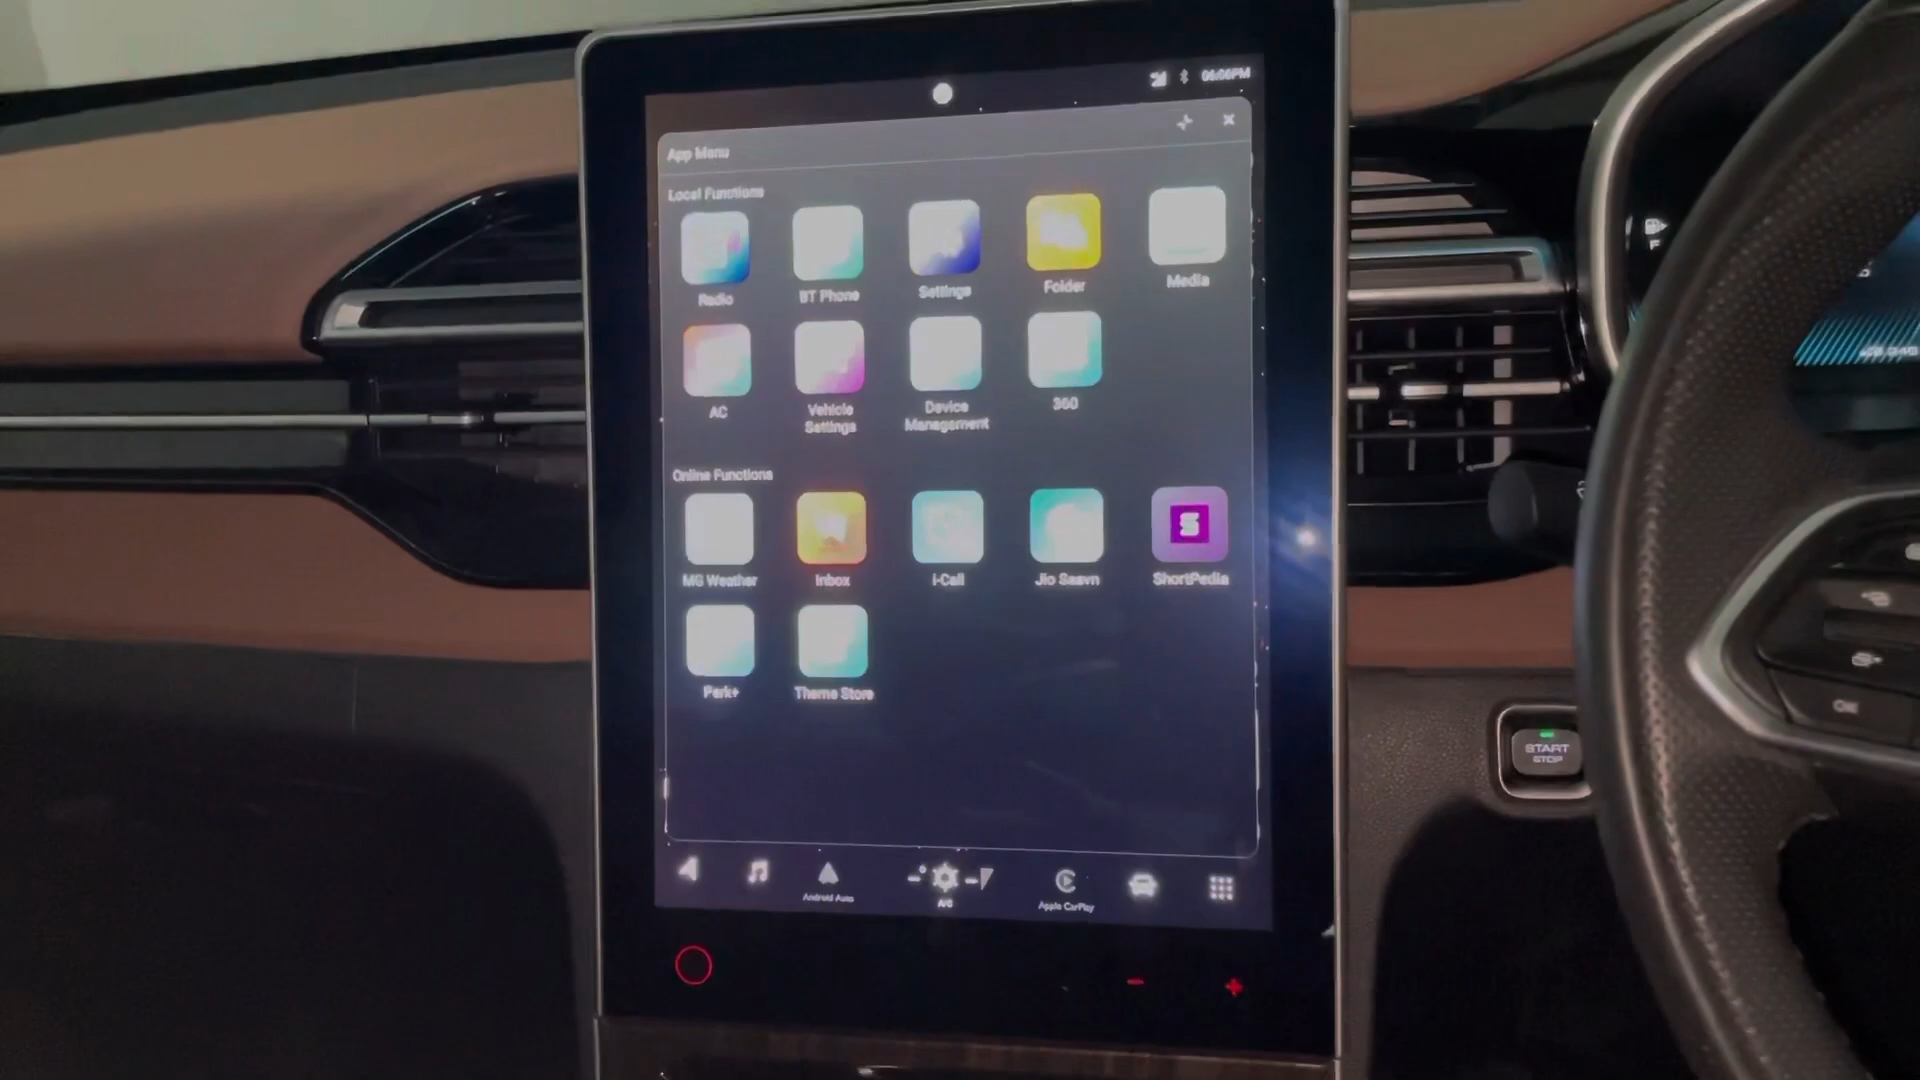 06:06PM
App Menu
Local Functions
Radio
BT Phone
Settings
Folder
Media
AC
Vehicle
Settings
Device
Management
360
Online Functions
MG Weather
Inbox
i-Call
Jio Saavn
S
ShortPedia
Park+
Theme Store
Android Auto
A/C
Apple CarPlay
START
STOP
OK